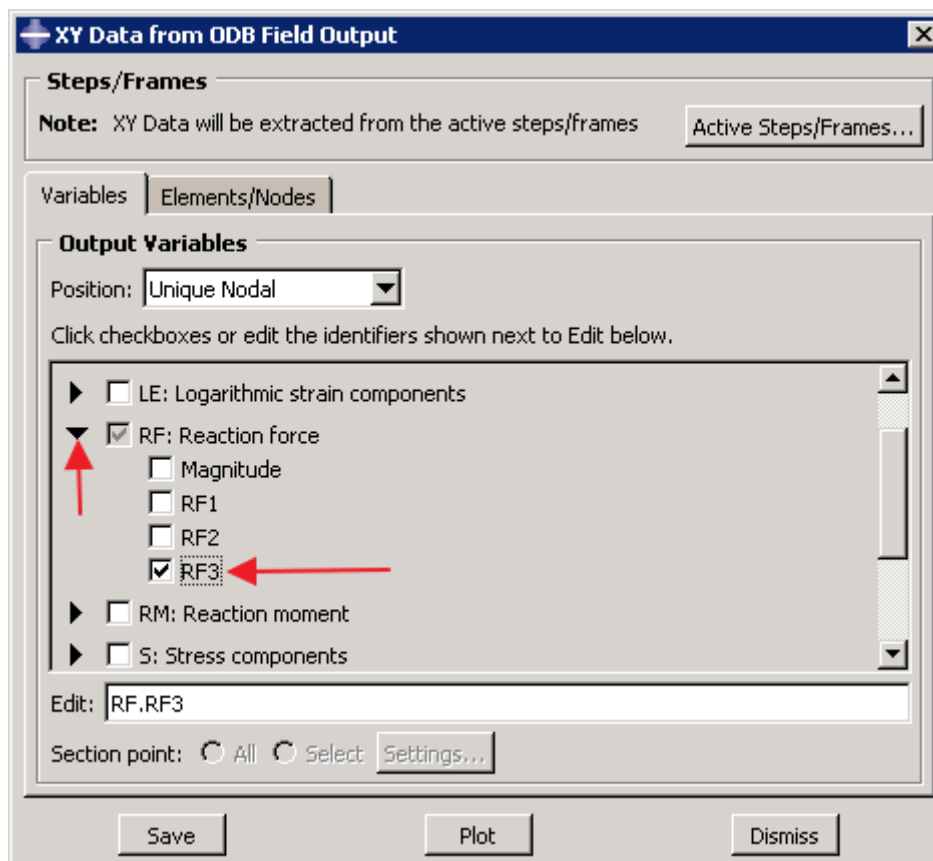 XY Data from ODB Field Output
Steps/Frames
Note: XY Data will be extracted from the active steps/frames
Active Steps/Frames...
Variables
Elements/Nodes
Output Variables
Position: Unique Nodal
Click checkboxes or edit the identifiers shown next to Edit below.
LE: Logarithmic strain components
RF: Reaction force
Magnitude
RF1
RF2
RF3
RM: Reaction moment
S: Stress components
Edit: RF.RF3
Section point: All Select Settings...
Save
Plot
Dismiss